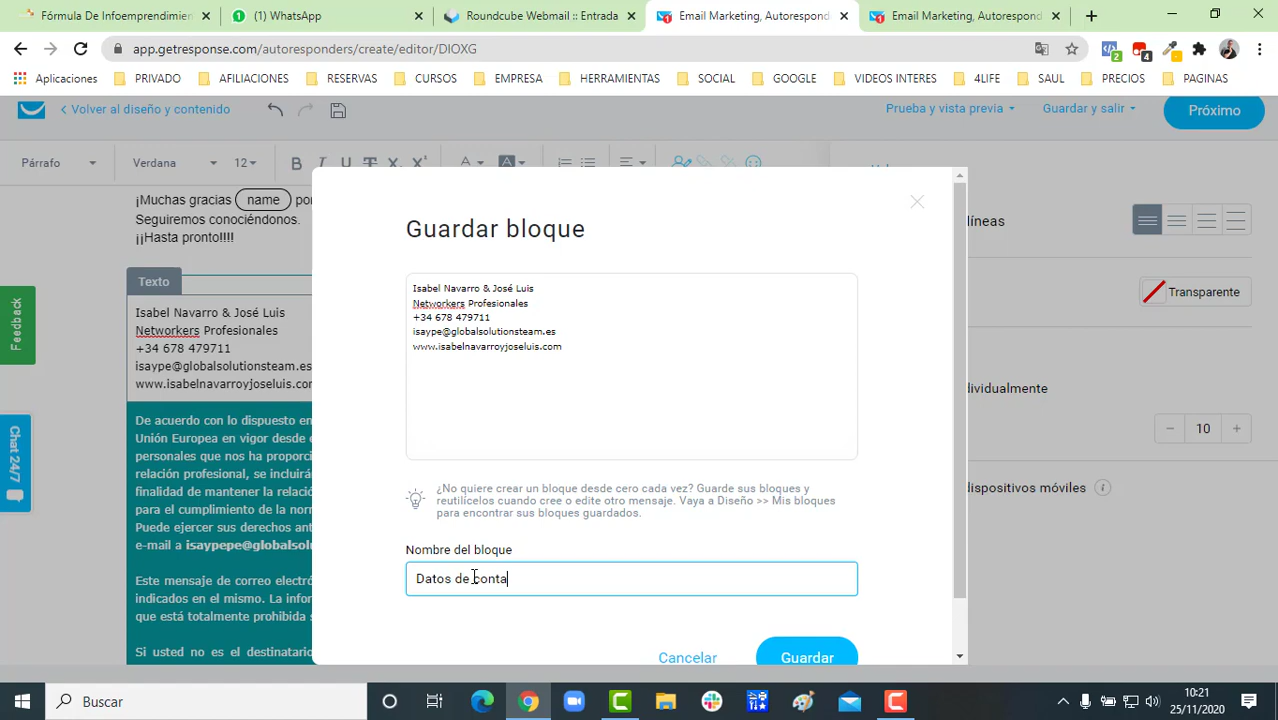 Fórmula De Infoemprendimien
(1) WhatsApp
Roundcube Webmail :: Entrada
Email Marketing, Autorespond
Email Marketing, Autorespond
app.getresponse.com/autoresponders/create/editor/DIOXG
2
4
Aplicaciones
PRIVADO
AFILIACIONES
RESERVAS
CURSOS
EMPRESA
HERRAMIENTAS
SOCIAL
GOOGLE
VIDEOS INTERES
4LIFE
SAUL
PRECIOS
PAGINAS
Volver al diseño y contenido
Prueba y vista previa
Guardar y salir
Próximo
Párrafo
Verdana
12
¡Muchas gracias name por
Seguiremos conociéndonos.
¡¡Hasta pronto!!!!
Texto
Isabel Navarro & José Luis
Networkers Profesionales
+34 678 479711
isaype@globalsolutionsteam.es
www.isabelnavarroyjoseluis.com
De acuerdo con lo dispuesto en
Unión Europea en vigor desde e
personales que nos ha proporci
relación profesional, se incluirá
finalidad de mantener la relació
para el cumplimiento de la norm
Puede ejercer sus derechos ant
e-mail a isaypepe@globalsolu
Este mensaje de correo electró
indicados en el mismo. La infor
que está totalmente prohibida s
Si usted no es el destinatario
Feedback
Chat 24/7
Guardar bloque
Isabel Navarro & José Luis
Networkers Profesionales
+34 678 479711
isaype@globalsolutionsteam.es
www.isabelnavarroyjoseluis.com
¿No quiere crear un bloque desde cero cada vez? Guarde sus bloques y
reutilícelos cuando cree o edite otro mensaje. Vaya a Diseño >> Mis bloques
para encontrar sus bloques guardados.
Nombre del bloque
Datos de conta
Cancelar
Guardar
líneas
Transparente
dividualmente
10
dispositivos móviles
Buscar
10:21
25/11/2020